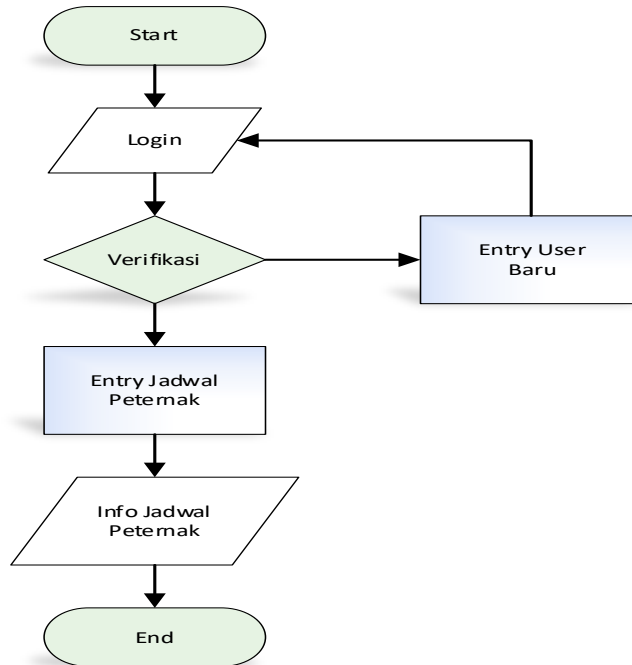 Start
Login
Verifikasi
Entry User
Baru
Entry Jadwal
Peternak
Info Jadwal
Peternak
End